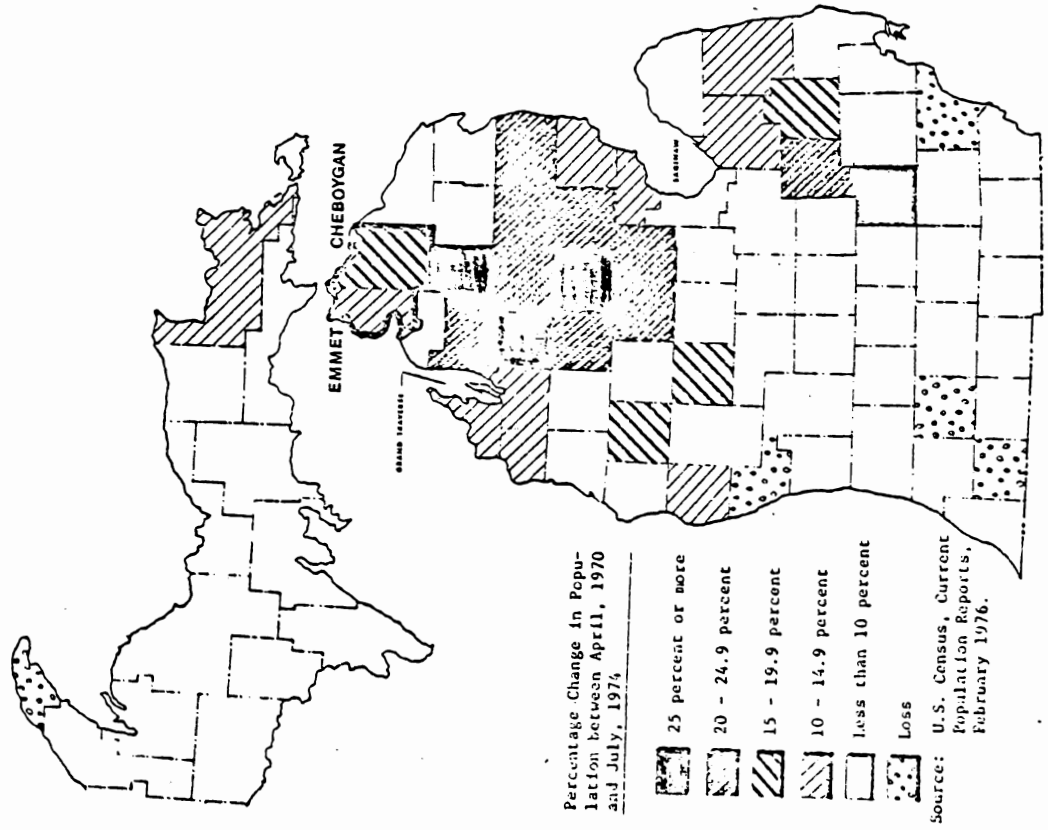 EMMET
CHEBOYGAN
GRAND TRAVERSE
SAGINAW
Percentage Change in Popu-
lation between April, 1970
and July, 1974
25 percent or more
20 - 24.9 percent
15 - 19.9 percent
10 - 14.9 percent
Less than 10 percent
Loss
Source: U.S. Census, Current
Population Reports,
February 1976.